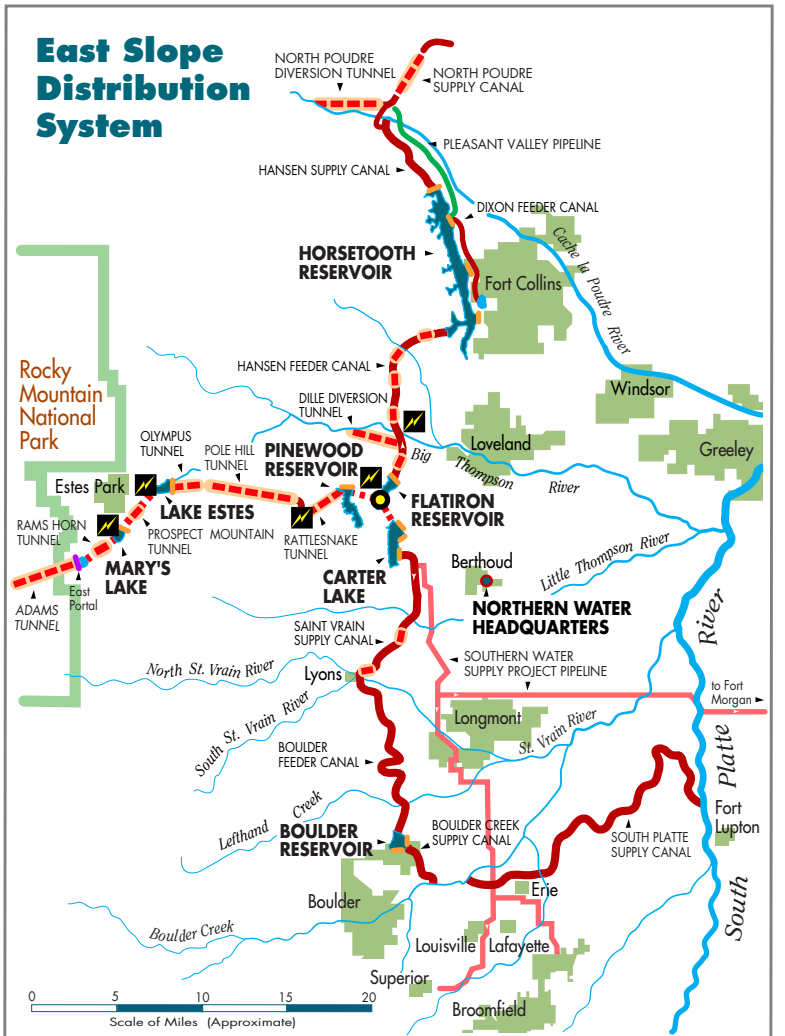 East Slope
Distribution
System
NORTH POUDRE
DIVERSION TUNNEL
NORTH POUDRE
SUPPLY CANAL
PLEASANT VALLEY PIPELINE
HANSEN SUPPLY CANAL
DIXON FEEDER CANAL
HORSETOOTH
RESERVOIR
Cache la Poudre River
Fort Collins
Rocky
Mountain
National
Park
HANSEN FEEDER CANAL
Windsor
DILLE DIVERSION
TUNNEL
Loveland
Greeley
OLYMPUS
TUNNEL
POLE HILL
TUNNEL
PINEWOOD
RESERVOIR
Big Thompson River
Estes Park
LAKE ESTES
FLATIRON
RESERVOIR
RAMS HORN
TUNNEL
PROSPECT MOUNTAIN
TUNNEL
RATTLESNAKE
TUNNEL
MARY'S
LAKE
East
Portal
ADAMS
TUNNEL
CARTER
LAKE
Berthoud
Little Thompson River
NORTHERN WATER
HEADQUARTERS
SAINT VRAIN
SUPPLY CANAL
SOUTHERN WATER
SUPPLY PROJECT PIPELINE
North St. Vrain River
Lyons
to Fort
Morgan
South St. Vrain River
Longmont
St. Vrain River
BOULDER
FEEDER CANAL
Lefthand Creek
BOULDER
RESERVOIR
BOULDER CREEK
SUPPLY CANAL
SOUTH PLATTE
SUPPLY CANAL
Fort
Lupton
South Platte River
Erie
Boulder
Boulder Creek
Louisville
Lafayette
Superior
Broomfield
0 5 10 15 20
Scale of Miles (Approximate)